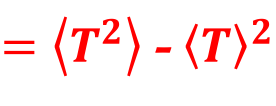 = ⟨T²⟩ - ⟨T⟩²